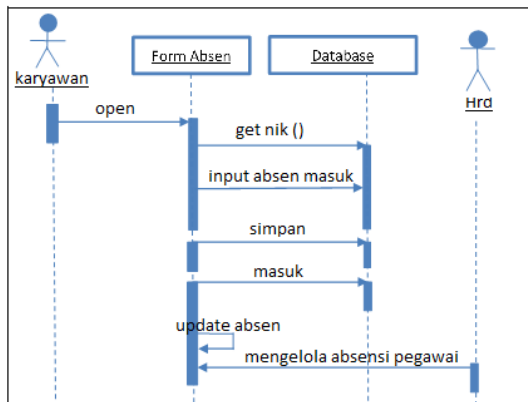 karyawan
Form Absen
Database
Hrd
open
get nik ()
input absen masuk
simpan
masuk
update absen
mengelola absensi pegawai